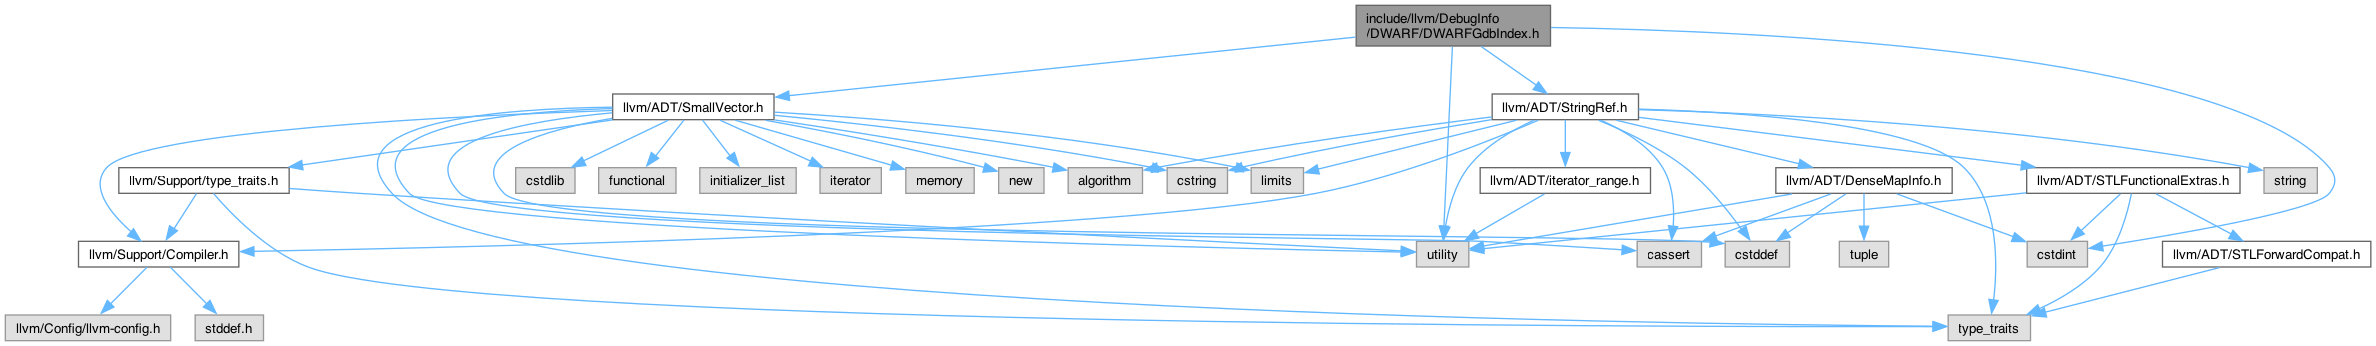 include/llvm/DebugInfo
/DWARF/DWARFGdbIndex.h
llvm/ADT/SmallVector.h
llvm/ADT/StringRef.h
llvm/Support/type_traits.h
cstdlib
functional
initializer_list
iterator
memory
new
algorithm
cstring
limits
llvm/ADT/iterator_range.h
llvm/ADT/DenseMapInfo.h
llvm/ADT/STLFunctionalExtras.h
string
llvm/Support/Compiler.h
utility
cassert
cstddef
tuple
cstdint
llvm/ADT/STLForwardCompat.h
llvm/Config/llvm-config.h
stddef.h
type_traits